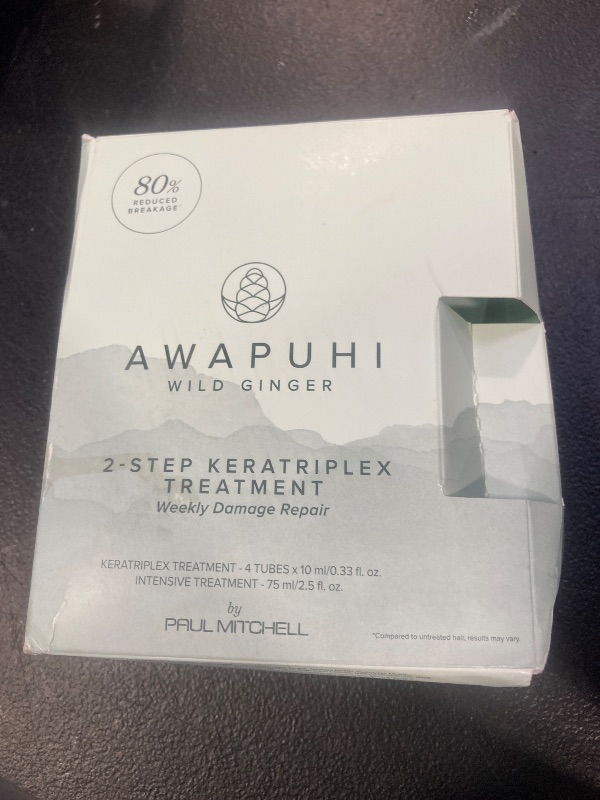 80%
REDUCED
BREAKAGE*
AWAPUHI
WILD GINGER
2-STEP KERATRIPLEX
TREATMENT
Weekly Damage Repair
KERATRIPLEX TREATMENT - 4 TUBES x 10 ml/0.33 fl. oz.
INTENSIVE TREATMENT - 75 ml/2.5 fl. oz.
by
PAUL MITCHELL
*Compared to untreated hair, results may vary.